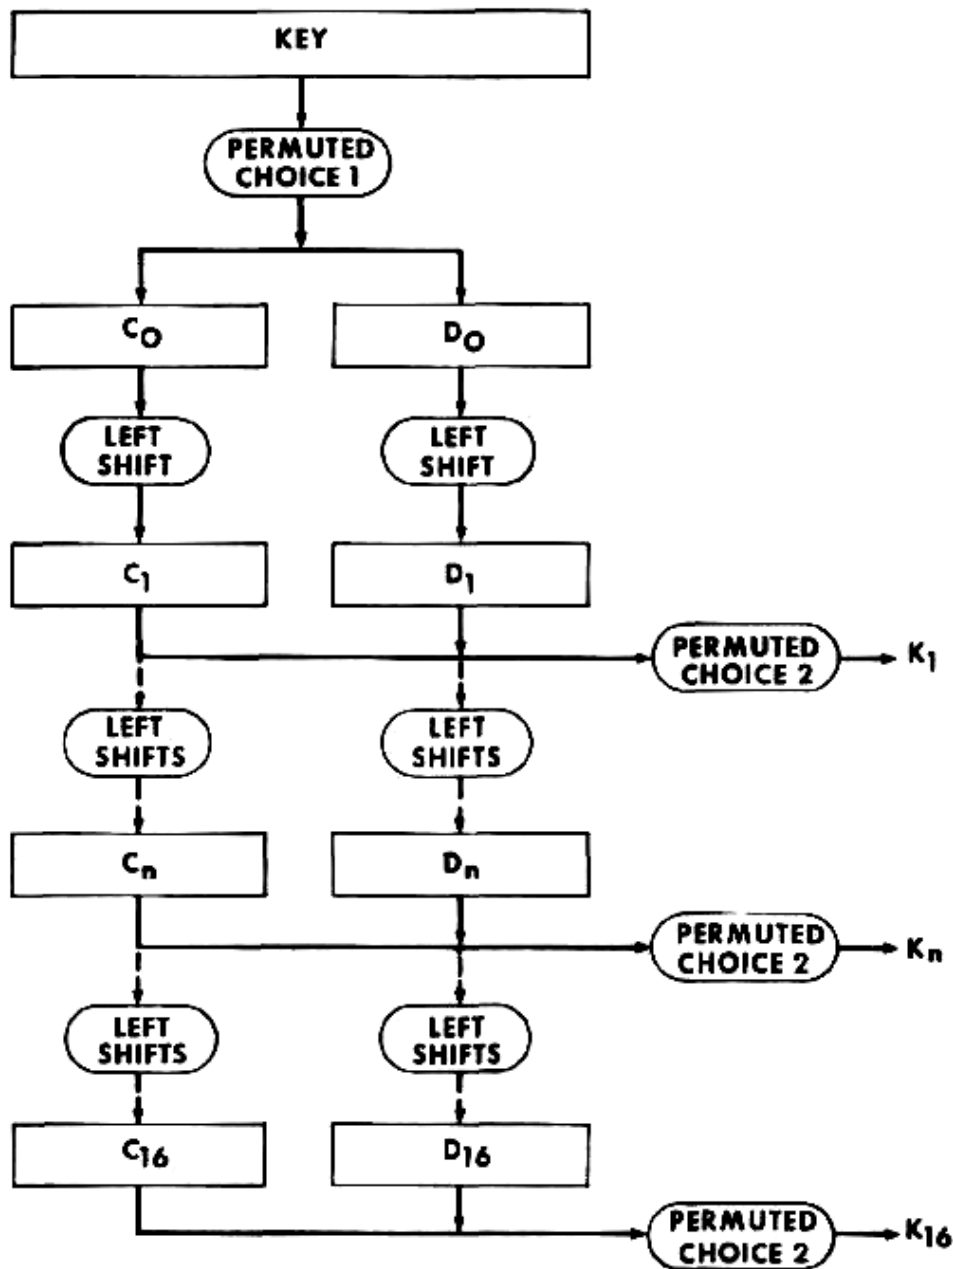 KEY
PERMUTED
CHOICE 1
C0
D0
LEFT
SHIFT
LEFT
SHIFT
C1
D1
PERMUTED
CHOICE 2
K1
LEFT
SHIFTS
LEFT
SHIFTS
Cn
Dn
PERMUTED
CHOICE 2
Kn
LEFT
SHIFTS
LEFT
SHIFTS
C16
D16
PERMUTED
CHOICE 2
K16